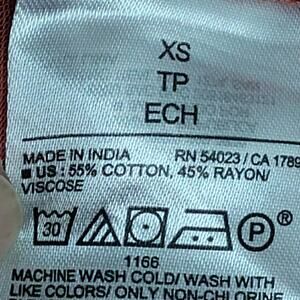 XS
TP
ECH
MADE IN INDIA RN 54023 / CA 1789
■ US : 55% COTTON, 45% RAYON/
VISCOSE
30 P ®
1166
MACHINE WASH COLD/ WASH WITH
LIKE COLORS/ ONLY NON-CHLORINE